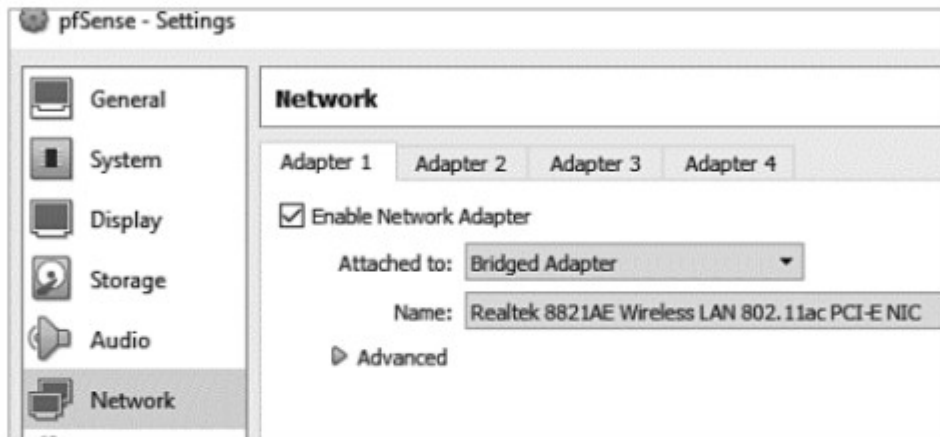 pfSense - Settings
General
System
Display
Storage
Audio
Network
Network
Adapter 1 Adapter 2 Adapter 3 Adapter 4
Enable Network Adapter
Attached to: Bridged Adapter
Name: Realtek 8821AE Wireless LAN 802.11ac PCI-E NIC
Advanced